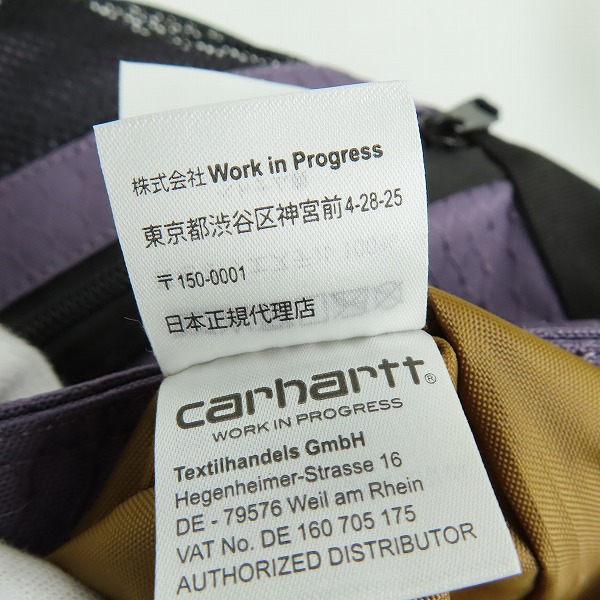 株式会社 Work in Progress
東京都渋谷区神宮前4-28-25
〒150-0001
日本正規代理店
carhartt®
WORK IN PROGRESS
Textilhandels GmbH
Hegenheimer-Strasse 16
DE - 79576 Weil am Rhein
VAT No. DE 160 705 175
AUTHORIZED DISTRIBUTOR